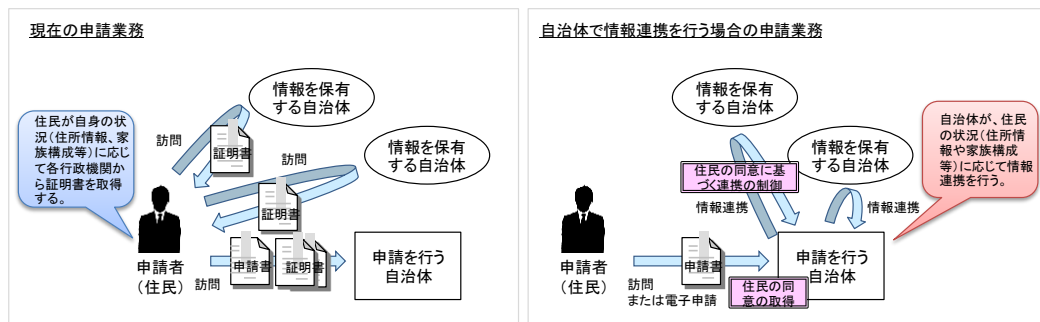 現在の申請業務
情報を保有
する自治体
住民が自身の状
況（住所情報、家
族構成等）に応じ
て各行政機関か
ら証明書を取得
する。
訪問
証明書
情報を保有
する自治体
訪問
証明書
申請者
（住民）
訪問
申請書
証明書
申請を行う
自治体
自治体で情報連携を行う場合の申請業務
情報を保有
する自治体
自治体が、住民
の状況（住所情
報や家族構成
等）に応じて情報
連携を行う。
情報を保有
する自治体
住民の同意に基
づく連携の制御
情報連携
情報連携
申請者
（住民）
訪問
または電子申請
申請書
住民の同
意の取得
申請を行う
自治体